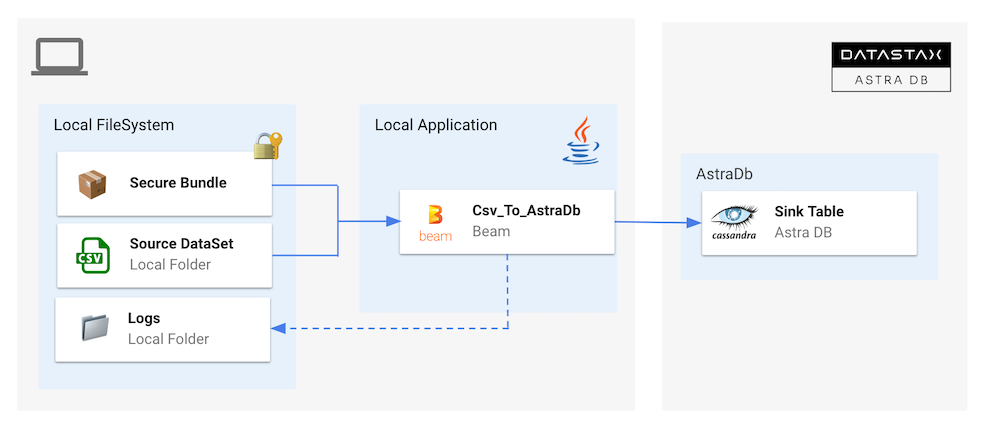 DATASTAX
ASTRA DB
Local FileSystem
Secure Bundle
CSV
Source DataSet
Local Folder
Logs
Local Folder
Local Application
beam
Csv_To_AstraDb
Beam
AstraDb
cassandra
Sink Table
Astra DB